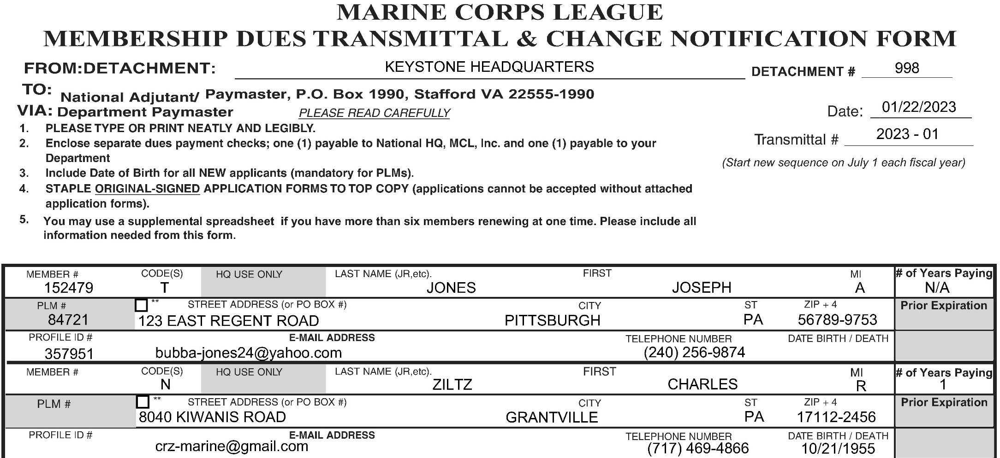 MARINE CORPS LEAGUE
MEMBERSHIP DUES TRANSMITTAL & CHANGE NOTIFICATION FORM
FROM:DETACHMENT: KEYSTONE HEADQUARTERS DETACHMENT # 998
TO: National Adjutant/ Paymaster, P.O. Box 1990, Stafford VA 22555-1990
VIA: Department Paymaster PLEASE READ CAREFULLY Date: 01/22/2023
1. PLEASE TYPE OR PRINT NEATLY AND LEGIBLY.
2. Enclose separate dues payment checks; one (1) payable to National HQ, MCL, Inc. and one (1) payable to your
Department
Transmittal # 2023 - 01
(Start new sequence on July 1 each fiscal year)
3. Include Date of Birth for all NEW applicants (mandatory for PLMs).
4. STAPLE ORIGINAL-SIGNED APPLICATION FORMS TO TOP COPY (applications cannot be accepted without attached
application forms).
5. You may use a supplemental spreadsheet if you have more than six members renewing at one time. Please include all
information needed from this form.
MEMBER # CODE(S) HQ USE ONLY LAST NAME (JR,etc). FIRST MI # of Years Paying
152479 T JONES JOSEPH A N/A
PLM # ** STREET ADDRESS (or PO BOX #) CITY ST ZIP + 4 Prior Expiration
84721 123 EAST REGENT ROAD PITTSBURGH PA 56789-9753
PROFILE ID # E-MAIL ADDRESS TELEPHONE NUMBER DATE BIRTH / DEATH
357951 bubba-jones24@yahoo.com (240) 256-9874
MEMBER # CODE(S) HQ USE ONLY LAST NAME (JR,etc). FIRST MI # of Years Paying
N ZILTZ CHARLES R 1
PLM # ** STREET ADDRESS (or PO BOX #) CITY ST ZIP + 4 Prior Expiration
8040 KIWANIS ROAD GRANTVILLE PA 17112-2456
PROFILE ID # E-MAIL ADDRESS TELEPHONE NUMBER DATE BIRTH / DEATH
crz-marine@gmail.com (717) 469-4866 10/21/1955